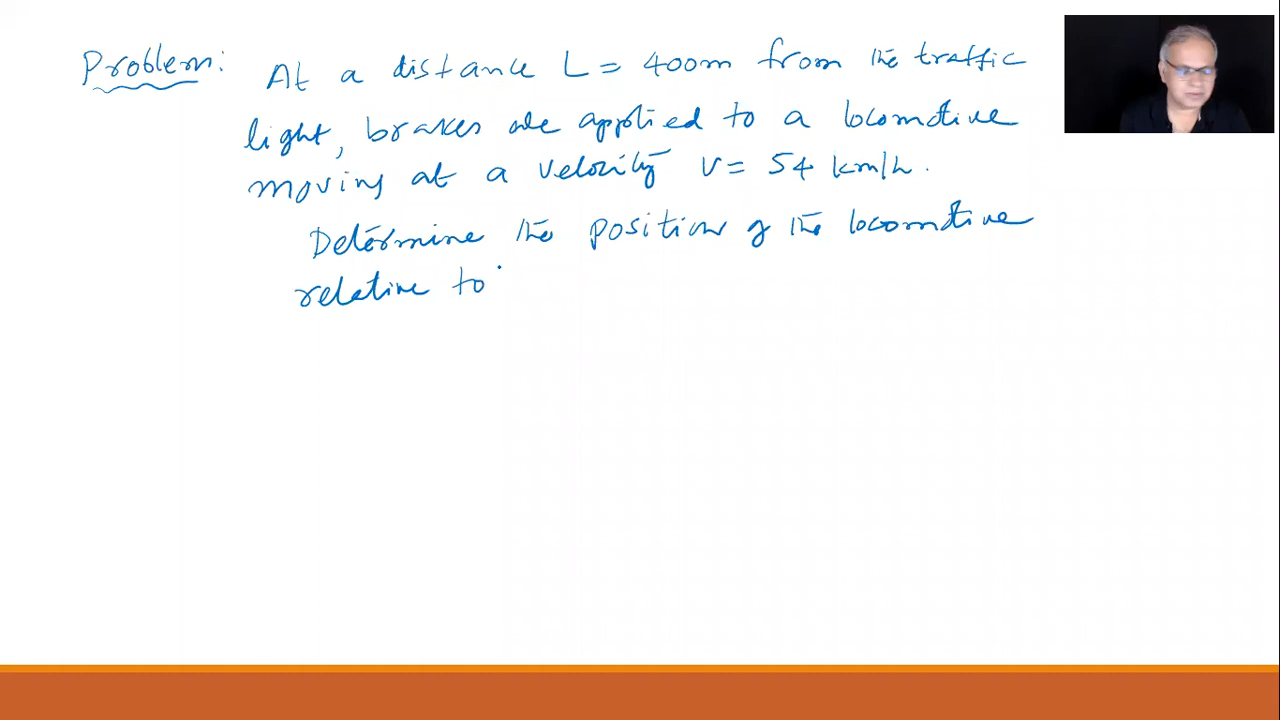 Problem: At a distance L = 400m from the traffic
light, brakes are applied to a locomotive
moving at a velocity v = 54 km/h.
Determine the position of the locomotive
relative to